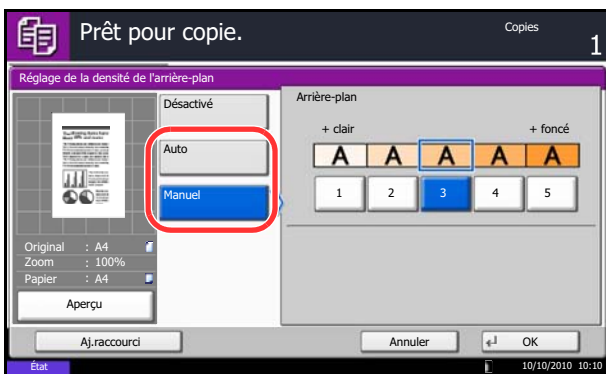 Prêt pour copie.
Copies
1
Réglage de la densité de l'arrière-plan
Désactivé
Auto
Manuel
Arrière-plan
+ clair
+ foncé
A A A A A
1 2 3 4 5
Original : A4
Zoom : 100%
Papier : A4
Aperçu
Aj.raccourci
Annuler
OK
État
10/10/2010 10:10